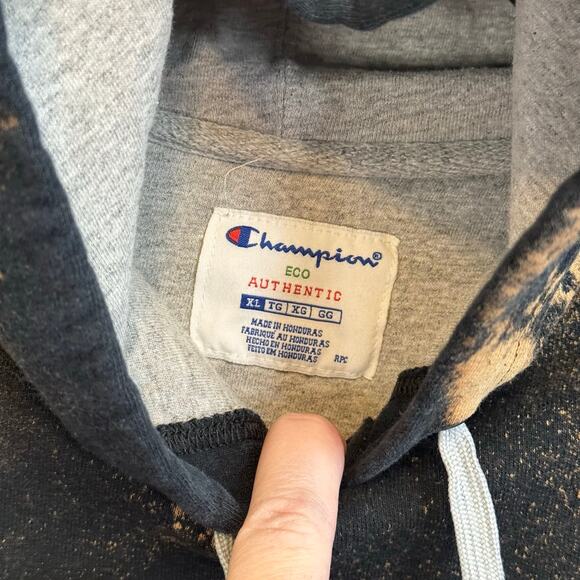 Champion®
ECO
AUTHENTIC
XL TG XG GG
MADE IN HONDURAS
FABRIQUÉ AU HONDURAS
HECHO EN HONDURAS
FEITO EM HONDURAS
RPC